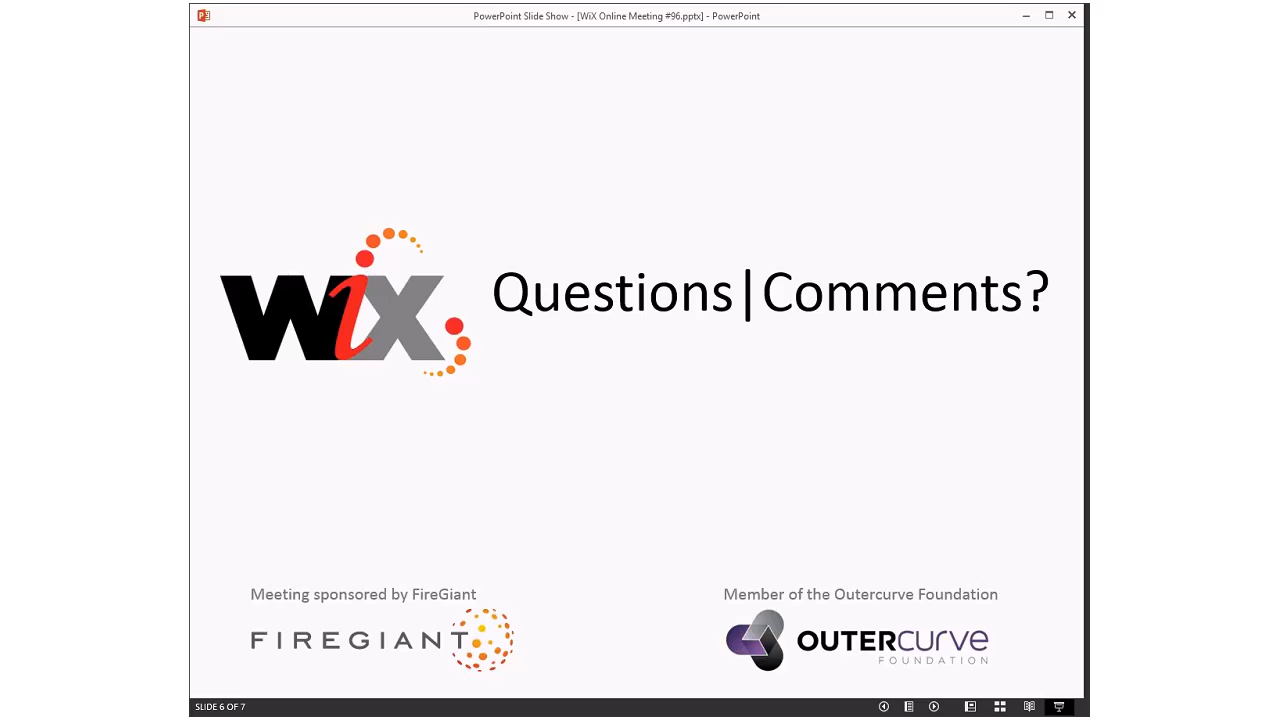 PowerPoint Slide Show - [WiX Online Meeting #96.pptx] - PowerPoint
WiX
Questions|Comments?
Meeting sponsored by FireGiant
FIREGIANT
Member of the Outercurve Foundation
OUTERCURVE
FOUNDATION
SLIDE 6 OF 7